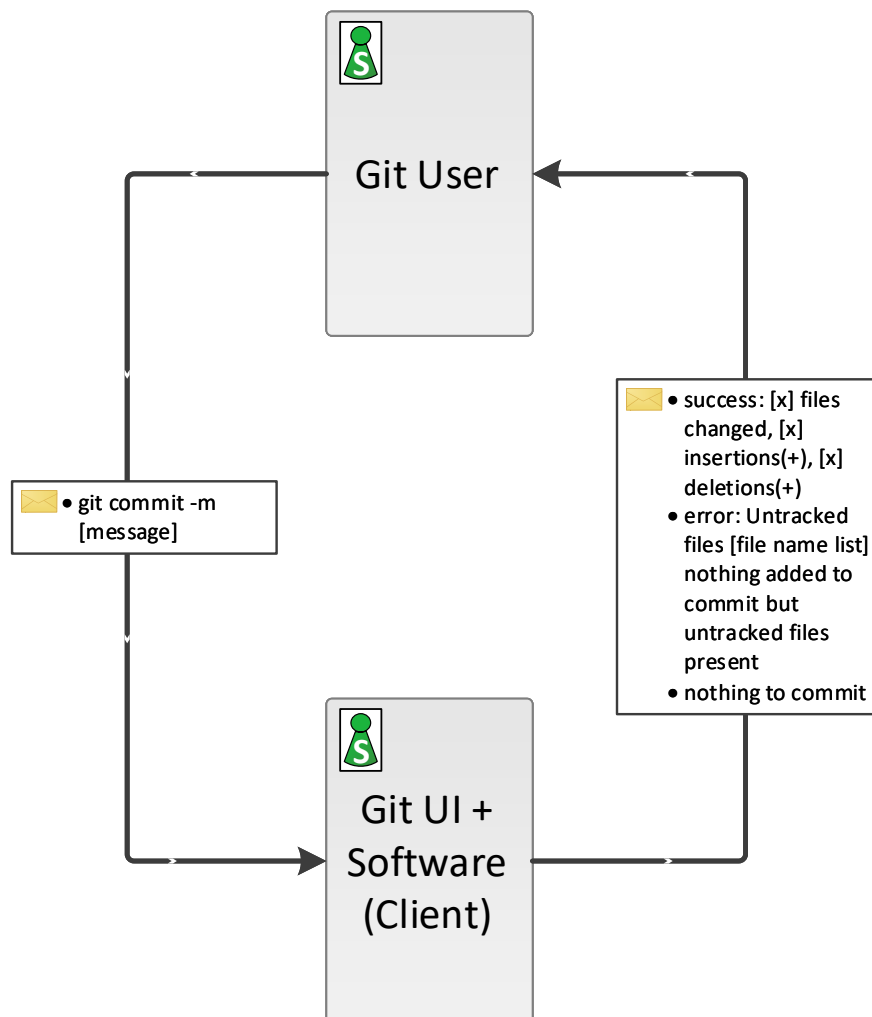 S
Git User
• git commit -m
[message]
• success: [x] files
changed, [x]
insertions(+), [x]
deletions(+)
• error: Untracked
files [file name list]
nothing added to
commit but
untracked files
present
• nothing to commit
S
Git UI +
Software
(Client)